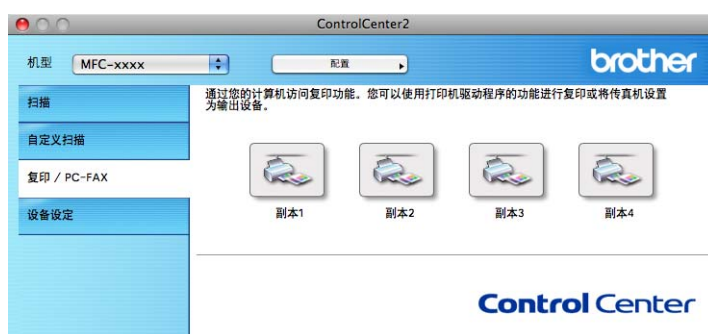 ControlCenter2
机型 MFC-xxxx 配置 brother
扫描
自定义扫描
复印 / PC-FAX
设备设定
通过您的计算机访问复印功能。您可以使用打印机驱动程序的功能进行复印或将传真机设置
为输出设备。
副本1 副本2 副本3 副本4
Control Center